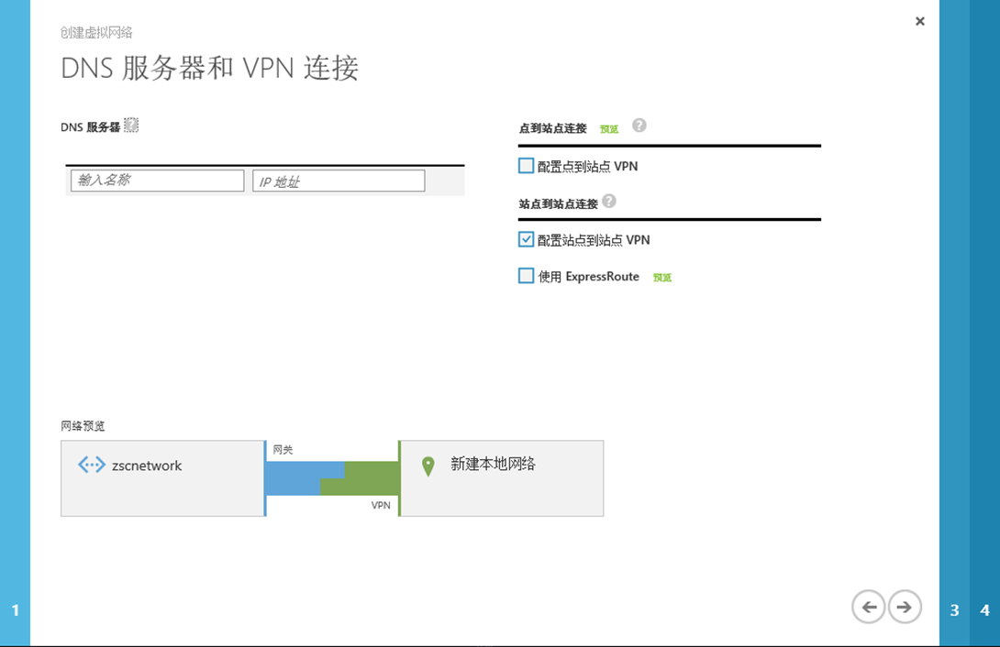 创建虚拟网络
DNS 服务器和 VPN 连接
DNS 服务器 ?
输入名称 IP 地址
点到站点连接 预览 ?
配置点到站点 VPN
站点到站点连接 ?
配置站点到站点 VPN
使用 ExpressRoute 预览
网络预览
zscnetwork
网关
VPN
新建本地网络
1
3
4